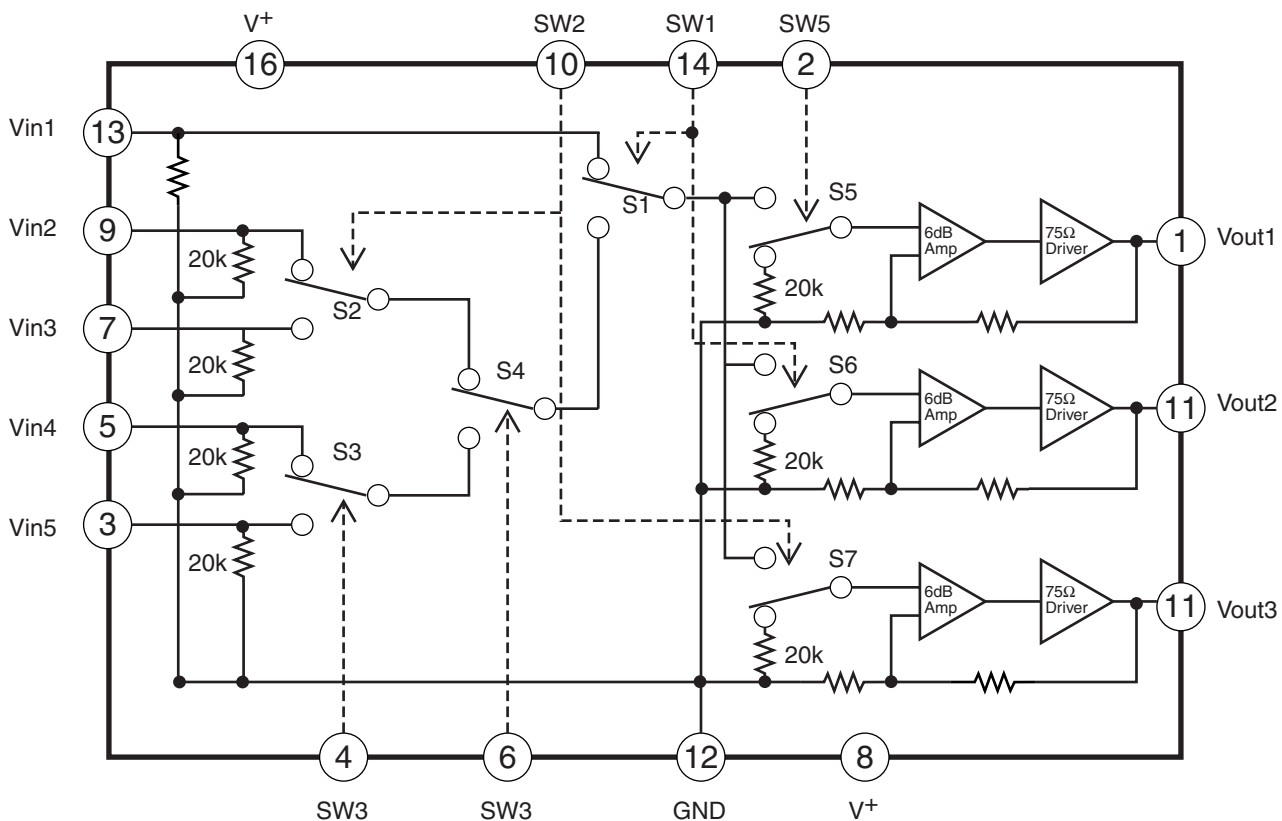 V+ SW2 SW1 SW5
16 10 14 2
Vin1 13
S1 S5
Vin2 9 6dB Amp 75Ω Driver 1 Vout1
20k 20k
S2
Vin3 7
20k S4 S6
Vin4 5 6dB Amp 75Ω Driver 11 Vout2
20k S3 20k
Vin5 3
20k S7
6dB Amp 75Ω Driver 11 Vout3
20k
4 6 12 8
SW3 SW3 GND V+